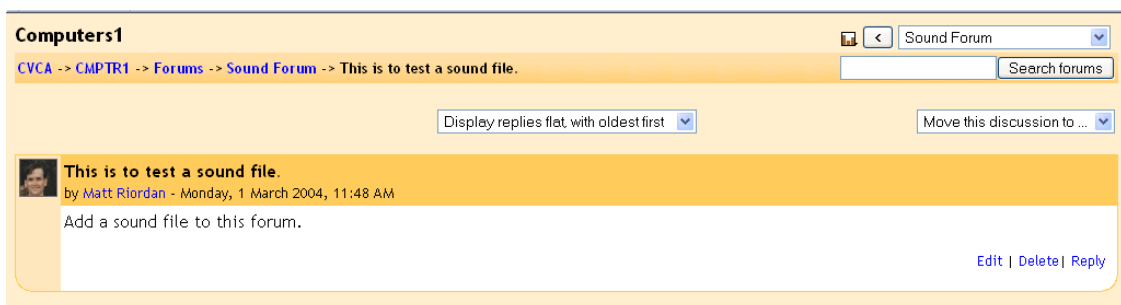 Computers1
< Sound Forum
CVCA -> CMPTR1 -> Forums -> Sound Forum -> This is to test a sound file.
Search forums
Display replies flat, with oldest first
Move this discussion to ...
This is to test a sound file.
by Matt Riordan - Monday, 1 March 2004, 11:48 AM
Add a sound file to this forum.
Edit | Delete | Reply